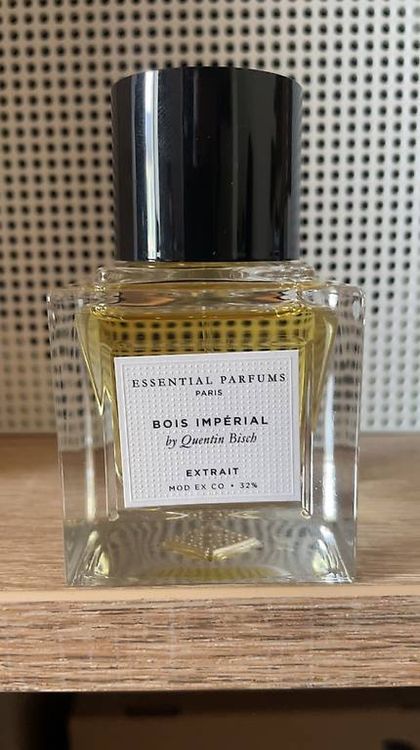 ESSENTIAL PARFUMS
PARIS
BOIS IMPÉRIAL
by Quentin Bisch
EXTRAIT
MOD EX CO • 32%